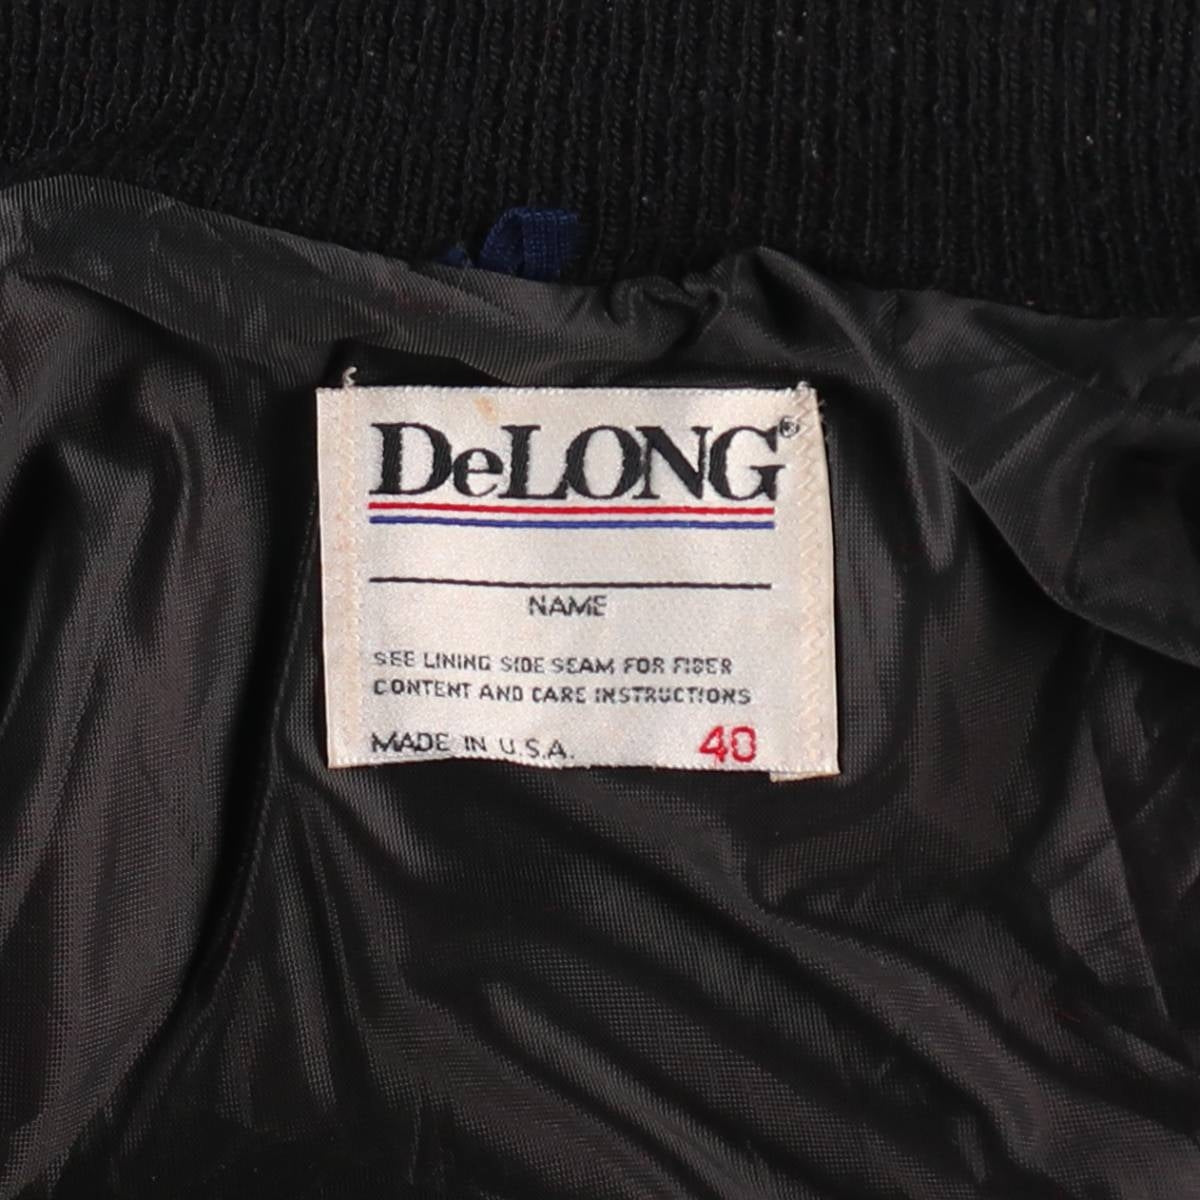 DeLONG®
NAME
SEE LINING SIDE SEAM FOR FIBER
CONTENT AND CARE INSTRUCTIONS
MADE IN U.S.A. 40